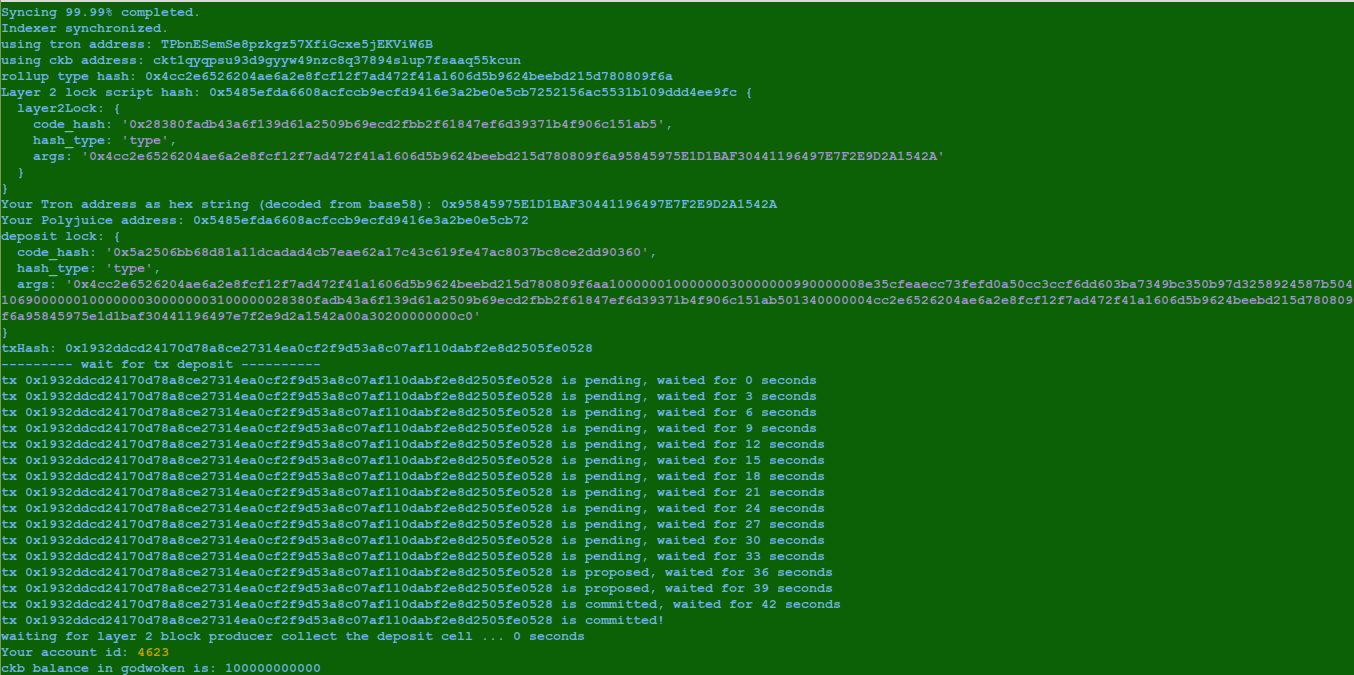 Syncing 99.99% completed.
Indexer synchronized.
using tron address: TPbnESemSe8pzkgz57XfiGcxe5jEKViW6B
using ckb address: ckt1qyqpsu93d9gyyw49nzc8q37894slup7fsaaq55kcun
rollup type hash: 0x4cc2e6526204ae6a2e8fcf12f7ad472f41a1606d5b9624beebd215d780809f6a
Layer 2 lock script hash: 0x5485efda6608acfccb9ecfd9416e3a2be0e5cb7252156ac5531b109ddd4ee9fc {
  layer2Lock: {
    code_hash: '0x28380fadb43a6f139d61a2509b69ecd2fbb2f61847ef6d39371b4f906c151ab5',
    hash_type: 'type',
    args: '0x4cc2e6526204ae6a2e8fcf12f7ad472f41a1606d5b9624beebd215d780809f6a95845975E1D1BAF30441196497E7F2E9D2A1542A'
  }
}
Your Tron address as hex string (decoded from base58): 0x95845975E1D1BAF30441196497E7F2E9D2A1542A
Your Polyjuice address: 0x5485efda6608acfccb9ecfd9416e3a2be0e5cb72
deposit lock: {
  code_hash: '0x5a2506bb68d81a11dcadad4cb7eae62a17c43c619fe47ac8037bc8ce2dd90360',
  hash_type: 'type',
  args: '0x4cc2e6526204ae6a2e8fcf12f7ad472f41a1606d5b9624beebd215d780809f6aa10000001000000030000000990000008e35cfeaecc73fefd0a50cc3ccf6dd603ba7349bc350b97d3258924587b504
106900000010000000300000003100000028380fadb43a6f139d61a2509b69ecd2fbb2f61847ef6d39371b4f906c151ab501340000004cc2e6526204ae6a2e8fcf12f7ad472f41a1606d5b9624beebd215d780809
f6a95845975e1d1baf30441196497e7f2e9d2a1542a00a30200000000c0'
}
txHash: 0x1932ddcd24170d78a8ce27314ea0cf2f9d53a8c07af110dabf2e8d2505fe0528
--------- wait for tx deposit ----------
tx 0x1932ddcd24170d78a8ce27314ea0cf2f9d53a8c07af110dabf2e8d2505fe0528 is pending, waited for 0 seconds
tx 0x1932ddcd24170d78a8ce27314ea0cf2f9d53a8c07af110dabf2e8d2505fe0528 is pending, waited for 3 seconds
tx 0x1932ddcd24170d78a8ce27314ea0cf2f9d53a8c07af110dabf2e8d2505fe0528 is pending, waited for 6 seconds
tx 0x1932ddcd24170d78a8ce27314ea0cf2f9d53a8c07af110dabf2e8d2505fe0528 is pending, waited for 9 seconds
tx 0x1932ddcd24170d78a8ce27314ea0cf2f9d53a8c07af110dabf2e8d2505fe0528 is pending, waited for 12 seconds
tx 0x1932ddcd24170d78a8ce27314ea0cf2f9d53a8c07af110dabf2e8d2505fe0528 is pending, waited for 15 seconds
tx 0x1932ddcd24170d78a8ce27314ea0cf2f9d53a8c07af110dabf2e8d2505fe0528 is pending, waited for 18 seconds
tx 0x1932ddcd24170d78a8ce27314ea0cf2f9d53a8c07af110dabf2e8d2505fe0528 is pending, waited for 21 seconds
tx 0x1932ddcd24170d78a8ce27314ea0cf2f9d53a8c07af110dabf2e8d2505fe0528 is pending, waited for 24 seconds
tx 0x1932ddcd24170d78a8ce27314ea0cf2f9d53a8c07af110dabf2e8d2505fe0528 is pending, waited for 27 seconds
tx 0x1932ddcd24170d78a8ce27314ea0cf2f9d53a8c07af110dabf2e8d2505fe0528 is pending, waited for 30 seconds
tx 0x1932ddcd24170d78a8ce27314ea0cf2f9d53a8c07af110dabf2e8d2505fe0528 is pending, waited for 33 seconds
tx 0x1932ddcd24170d78a8ce27314ea0cf2f9d53a8c07af110dabf2e8d2505fe0528 is proposed, waited for 36 seconds
tx 0x1932ddcd24170d78a8ce27314ea0cf2f9d53a8c07af110dabf2e8d2505fe0528 is proposed, waited for 39 seconds
tx 0x1932ddcd24170d78a8ce27314ea0cf2f9d53a8c07af110dabf2e8d2505fe0528 is committed, waited for 42 seconds
tx 0x1932ddcd24170d78a8ce27314ea0cf2f9d53a8c07af110dabf2e8d2505fe0528 is committed!
waiting for layer 2 block producer collect the deposit cell ... 0 seconds
Your account id: 4623
ckb balance in godwoken is: 100000000000